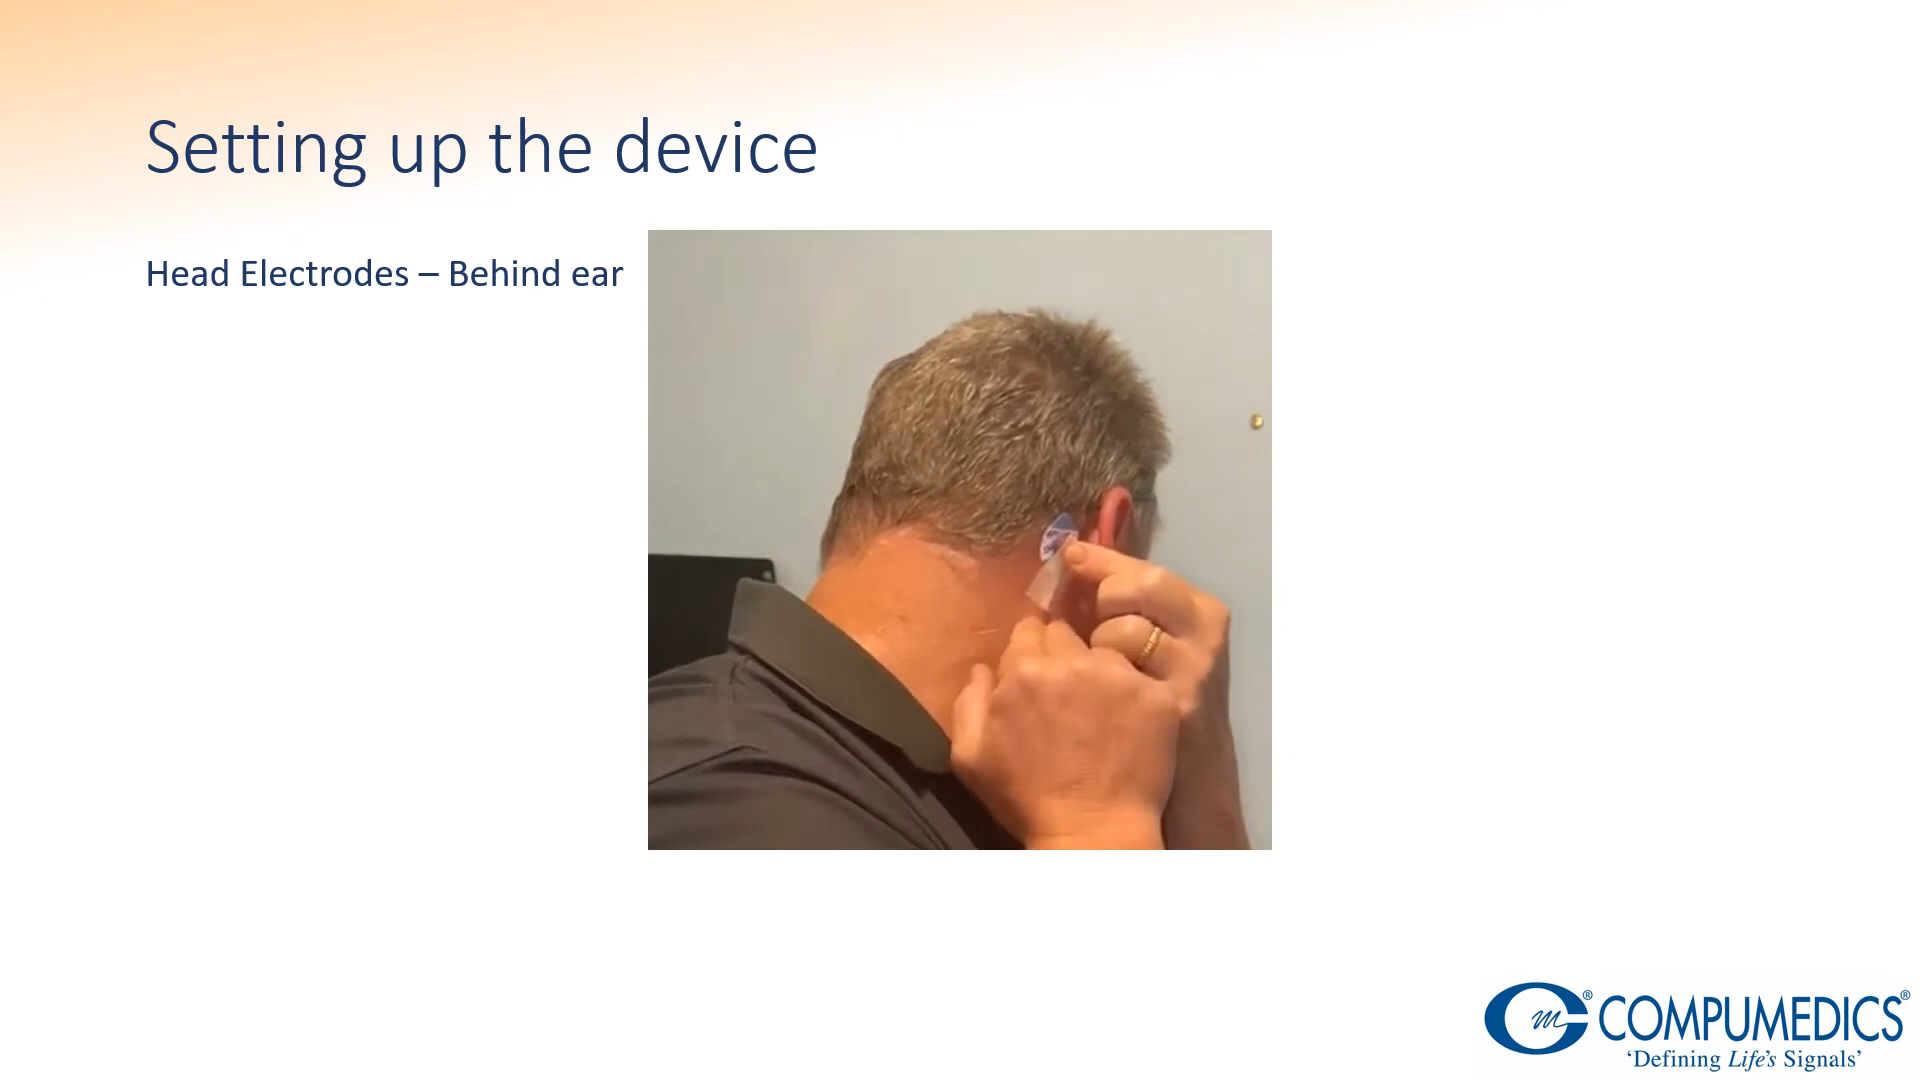 Setting up the device
Head Electrodes – Behind ear
® COMPUMEDICS®
‘Defining Life’s Signals’